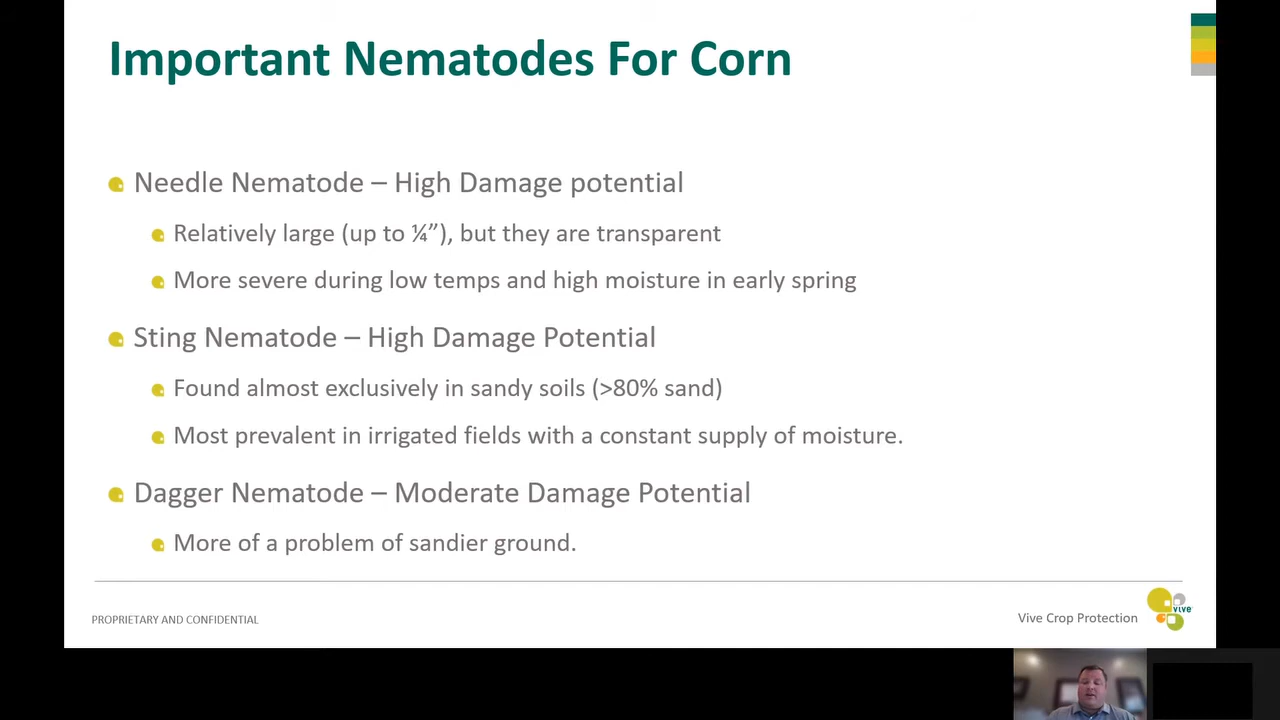 Important Nematodes For Corn
Needle Nematode – High Damage potential
Relatively large (up to ¼”), but they are transparent
More severe during low temps and high moisture in early spring
Sting Nematode – High Damage Potential
Found almost exclusively in sandy soils (>80% sand)
Most prevalent in irrigated fields with a constant supply of moisture.
Dagger Nematode – Moderate Damage Potential
More of a problem of sandier ground.
PROPRIETARY AND CONFIDENTIAL
Vive Crop Protection
vive